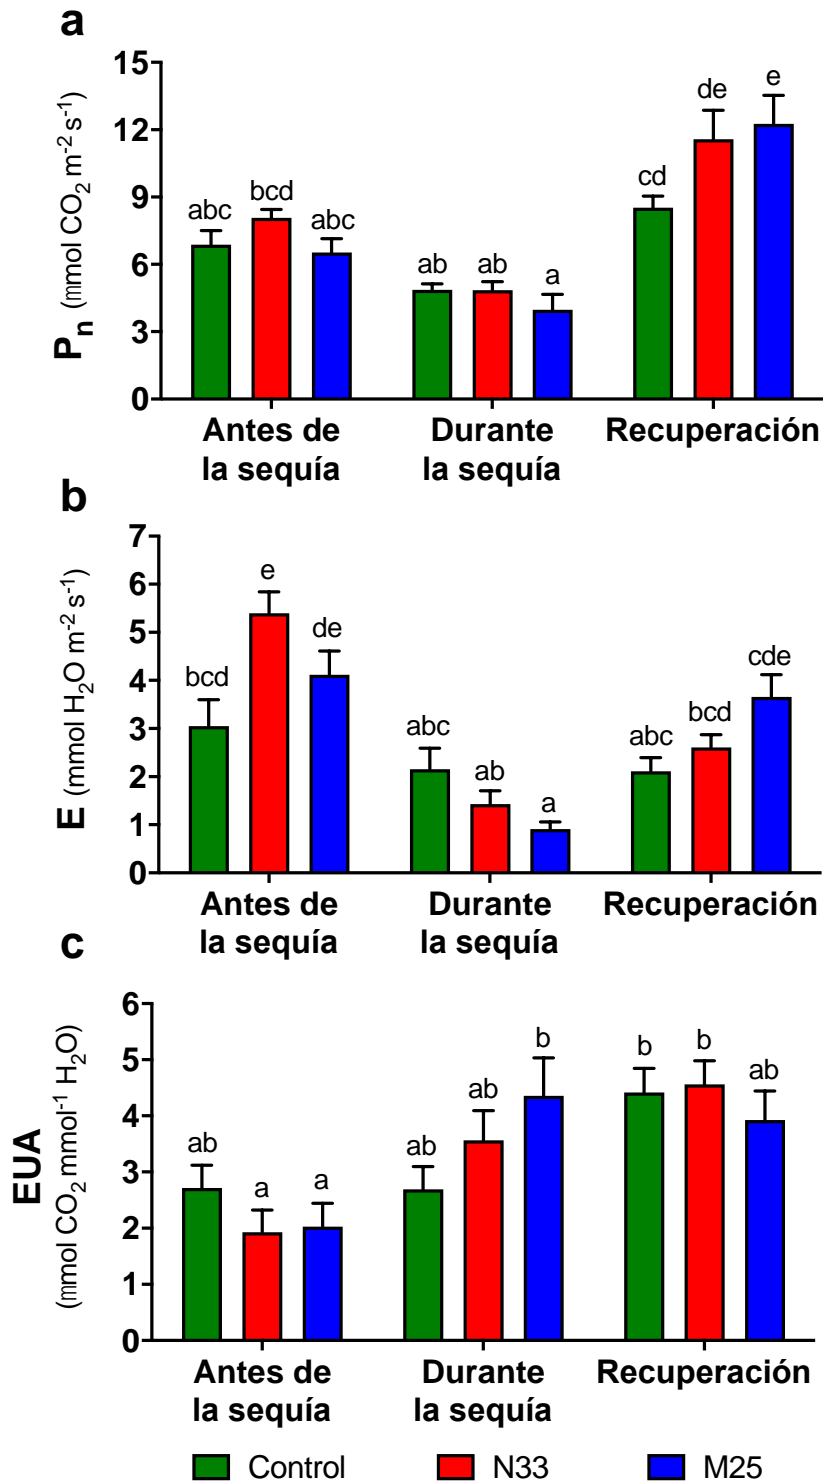 a
15
12
9
6
3
0
Pn (mmol CO2 m-2 s-1)
abc
bcd
abc
ab
ab
a
cd
de
e
Antes de
la sequía
Durante
la sequía
Recuperación
b
7
6
5
4
3
2
1
0
E (mmol H2O m-2 s-1)
bcd
e
de
abc
ab
a
abc
bcd
cde
Antes de
la sequía
Durante
la sequía
Recuperación
c
6
5
4
3
2
1
0
EUA
(mmol CO2 mmol-1 H2O)
ab
a
a
ab
ab
b
b
b
ab
Antes de
la sequía
Durante
la sequía
Recuperación
Control
N33
M25